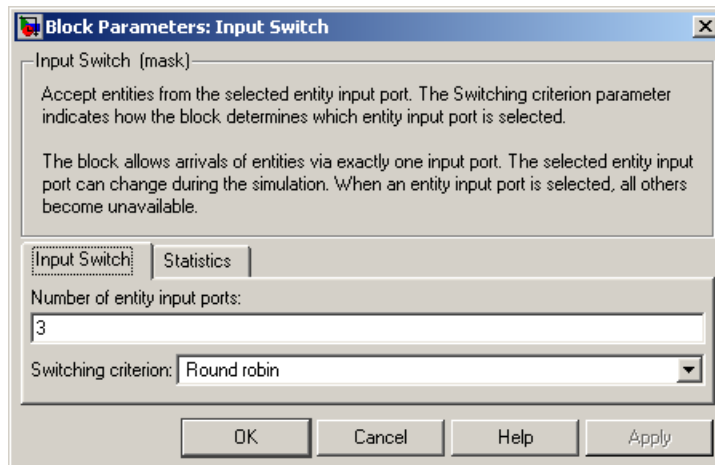 Block Parameters: Input Switch
Input Switch (mask)
Accept entities from the selected entity input port. The Switching criterion parameter
indicates how the block determines which entity input port is selected.
The block allows arrivals of entities via exactly one input port. The selected entity input
port can change during the simulation. When an entity input port is selected, all others
become unavailable.
Input Switch Statistics
Number of entity input ports:
3
Switching criterion: Round robin
OK Cancel Help Apply